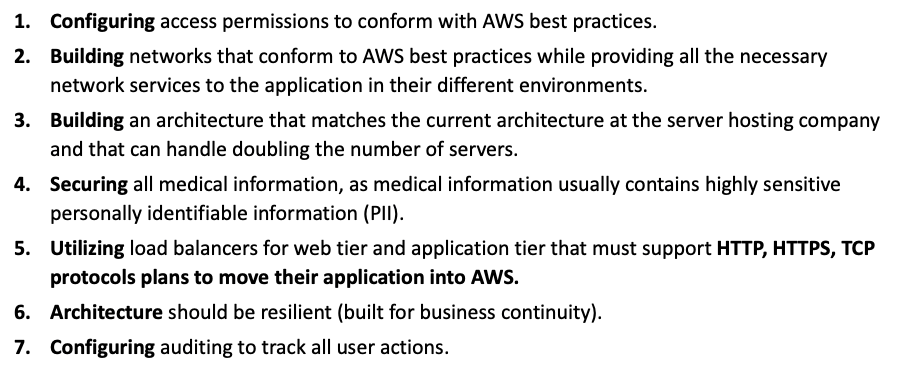 1. Configuring access permissions to conform with AWS best practices.
2. Building networks that conform to AWS best practices while providing all the necessary
network services to the application in their different environments.
3. Building an architecture that matches the current architecture at the server hosting company
and that can handle doubling the number of servers.
4. Securing all medical information, as medical information usually contains highly sensitive
personally identifiable information (PII).
5. Utilizing load balancers for web tier and application tier that must support HTTP, HTTPS, TCP
protocols plans to move their application into AWS.
6. Architecture should be resilient (built for business continuity).
7. Configuring auditing to track all user actions.